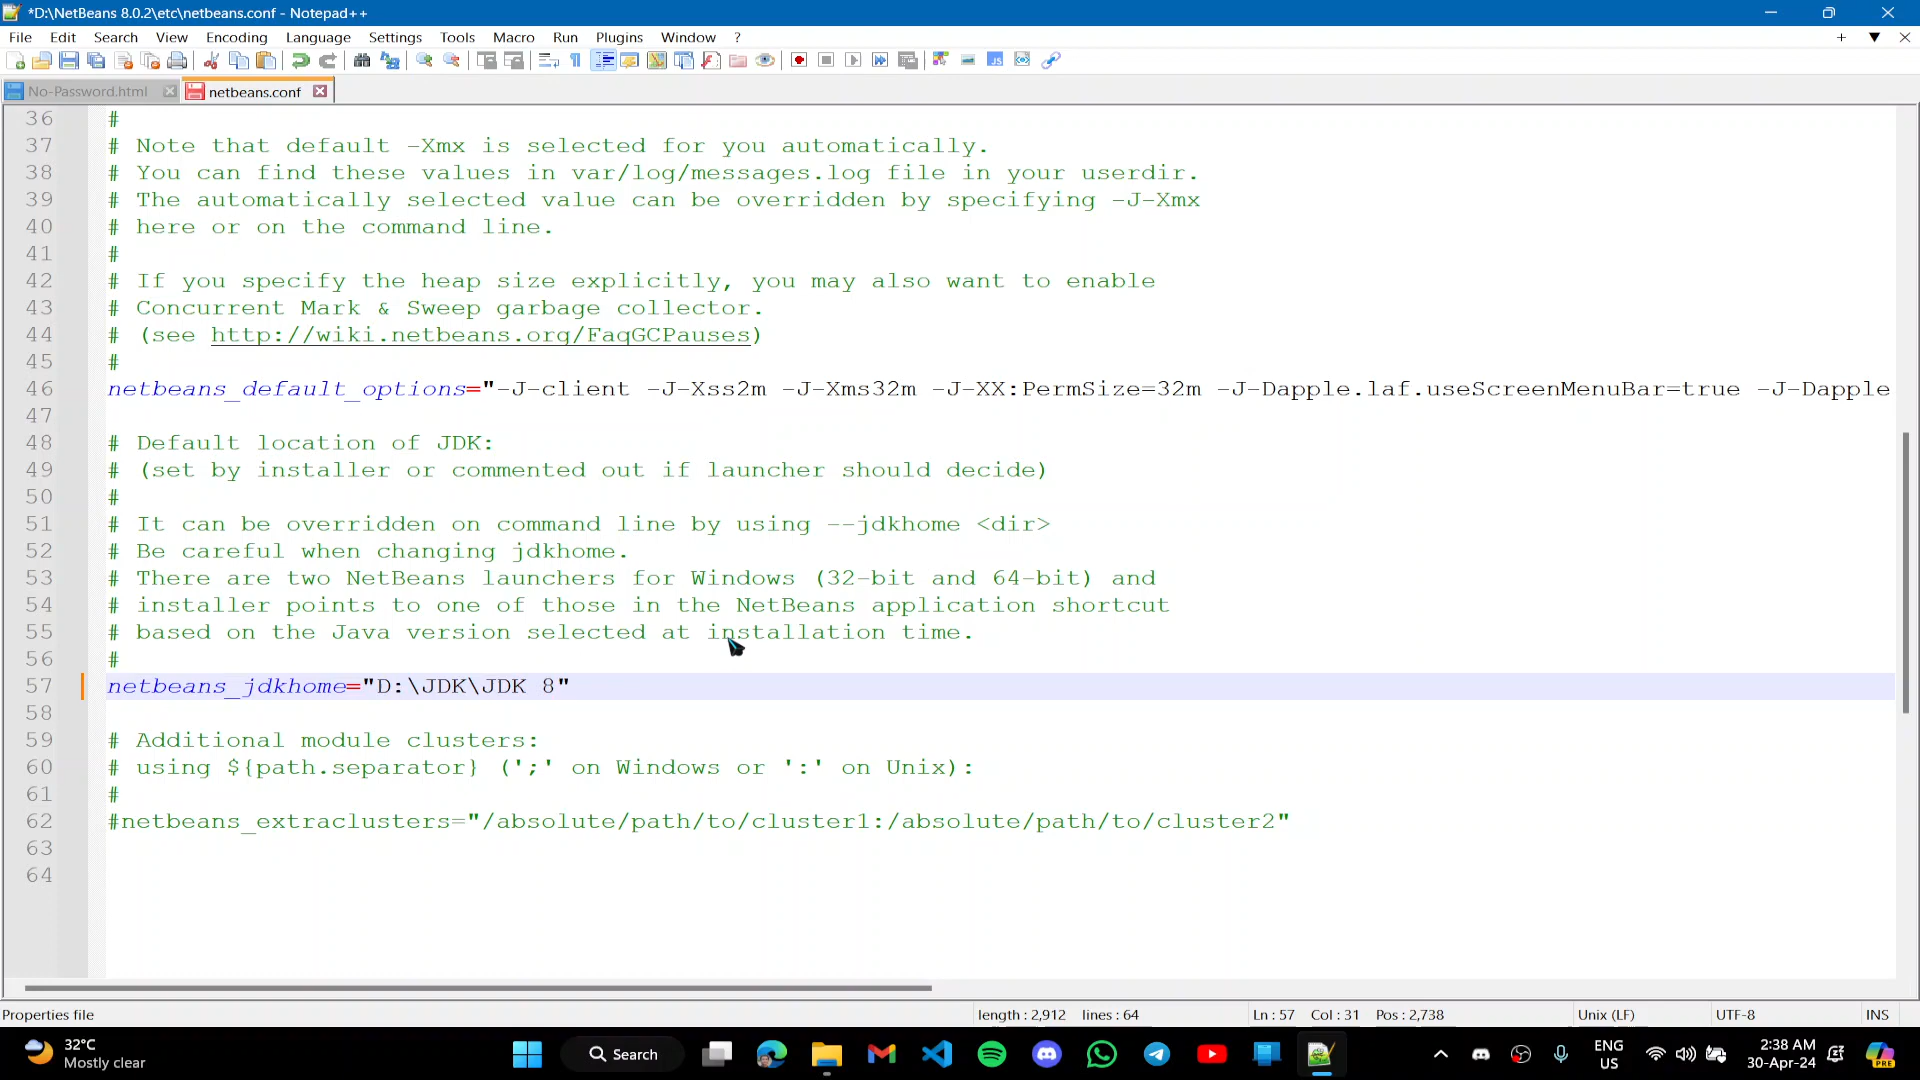 *D:\NetBeans 8.0.2\etc\netbeans.conf - Notepad++
File Edit Search View Encoding Language Settings Tools Macro Run Plugins Window ?
No-Password.html netbeans.conf
36 #
37 # Note that default -Xmx is selected for you automatically.
38 # You can find these values in var/log/messages.log file in your userdir.
39 # The automatically selected value can be overridden by specifying -J-Xmx
40 # here or on the command line.
41 #
42 # If you specify the heap size explicitly, you may also want to enable
43 # Concurrent Mark & Sweep garbage collector.
44 # (see http://wiki.netbeans.org/FaqGCPauses)
45 #
46 netbeans_default_options="-J-client -J-Xss2m -J-Xms32m -J-XX:PermSize=32m -J-Dapple.laf.useScreenMenuBar=true -J-Dapple
47
48 # Default location of JDK:
49 # (set by installer or commented out if launcher should decide)
50 #
51 # It can be overridden on command line by using --jdkhome <dir>
52 # Be careful when changing jdkhome.
53 # There are two NetBeans launchers for Windows (32-bit and 64-bit) and
54 # installer points to one of those in the NetBeans application shortcut
55 # based on the Java version selected at installation time.
56 #
57 netbeans_jdkhome="D:\JDK\JDK 8"
58
59 # Additional module clusters:
60 # using ${path.separator} (';' on Windows or ':' on Unix):
61 #
62 #netbeans_extraclusters="/absolute/path/to/cluster1:/absolute/path/to/cluster2"
63
64
Properties file length : 2,912 lines : 64 Ln : 57 Col : 31 Pos : 2,738 Unix (LF) UTF-8 INS
32°C
Mostly clear
Search
ENG
US
2:38 AM
30-Apr-24
PRE